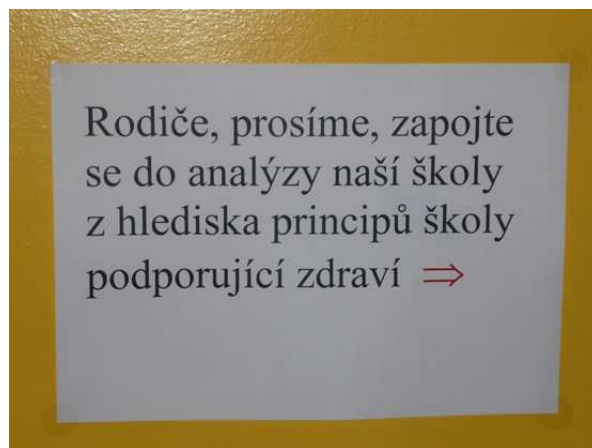 Rodiče, prosíme, zapojte
se do analýzy naší školy
z hlediska principů školy
podporující zdraví ⇒